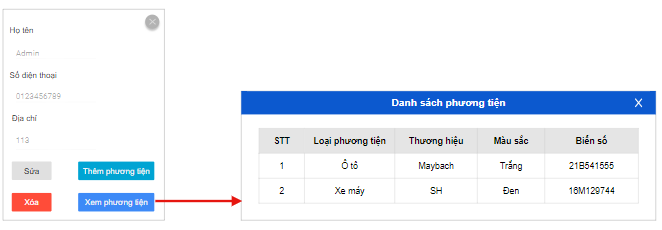 Họ tên
Admin
Số điện thoại
0123456789
Địa chỉ
113
Sửa Thêm phương tiện
Xóa Xem phương tiện
Danh sách phương tiện X
STT Loại phương tiện Thương hiệu Màu sắc Biển số
1 Ô tô Maybach Trắng 21B541555
2 Xe máy SH Đen 16M129744